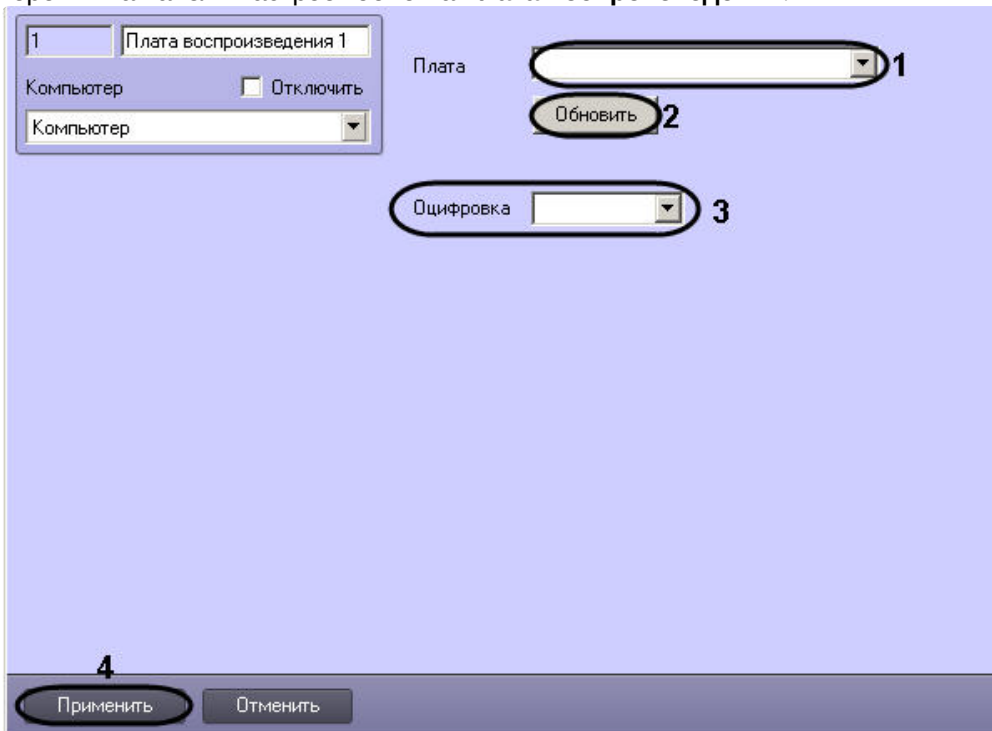 1
Плата воспроизведения 1
Компьютер
Отключить
Компьютер
Плата
1
Обновить
2
Оцифровка
3
4
Применить
Отменить